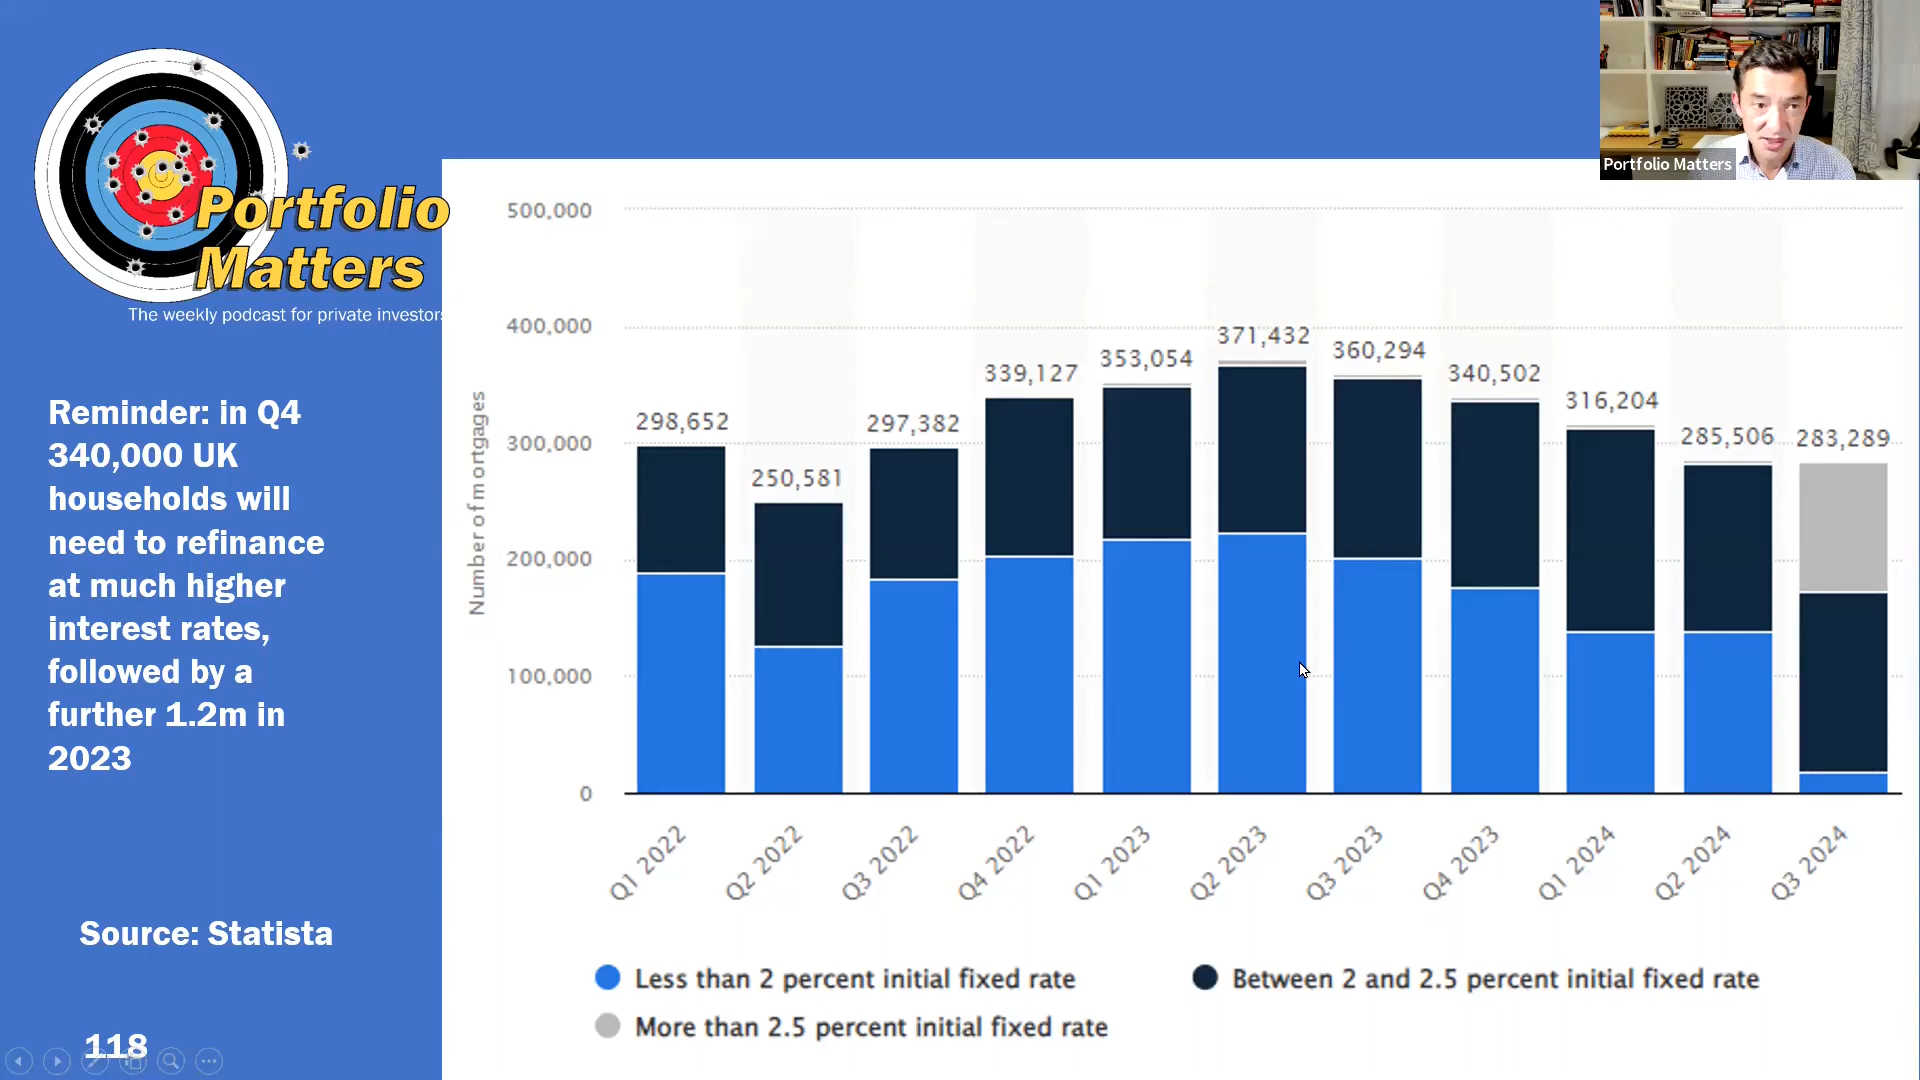 Portfolio
Matters
The weekly podcast for private investors
Portfolio Matters
Reminder: in Q4
340,000 UK
households will
need to refinance
at much higher
interest rates,
followed by a
further 1.2m in
2023
Source: Statista
118
Number of mortgages
500,000
400,000
300,000
200,000
100,000
0
298,652
250,581
297,382
339,127
353,054
371,432
360,294
340,502
316,204
285,506
283,289
Q1 2022
Q2 2022
Q3 2022
Q4 2022
Q1 2023
Q2 2023
Q3 2023
Q4 2023
Q1 2024
Q2 2024
Q3 2024
Less than 2 percent initial fixed rate
Between 2 and 2.5 percent initial fixed rate
More than 2.5 percent initial fixed rate